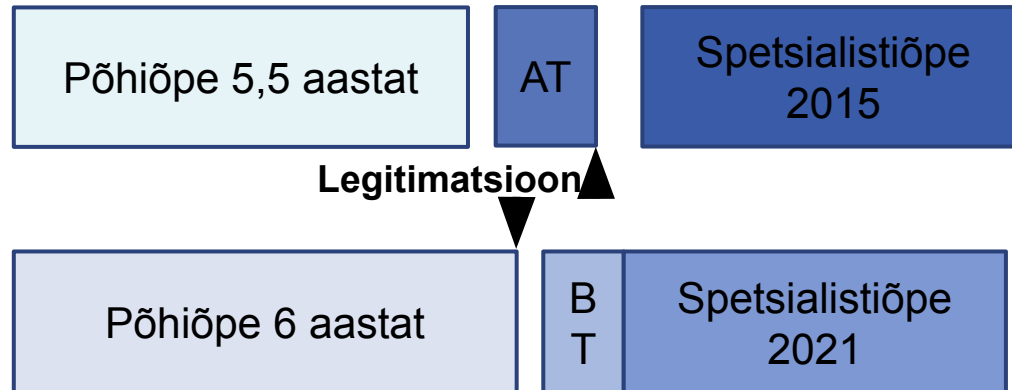 Põhiõpe 5,5 aastat
AT
Spetsialistiõpe
2015
Legitimatsioon
Põhiõpe 6 aastat
B
T
Spetsialistiõpe
2021